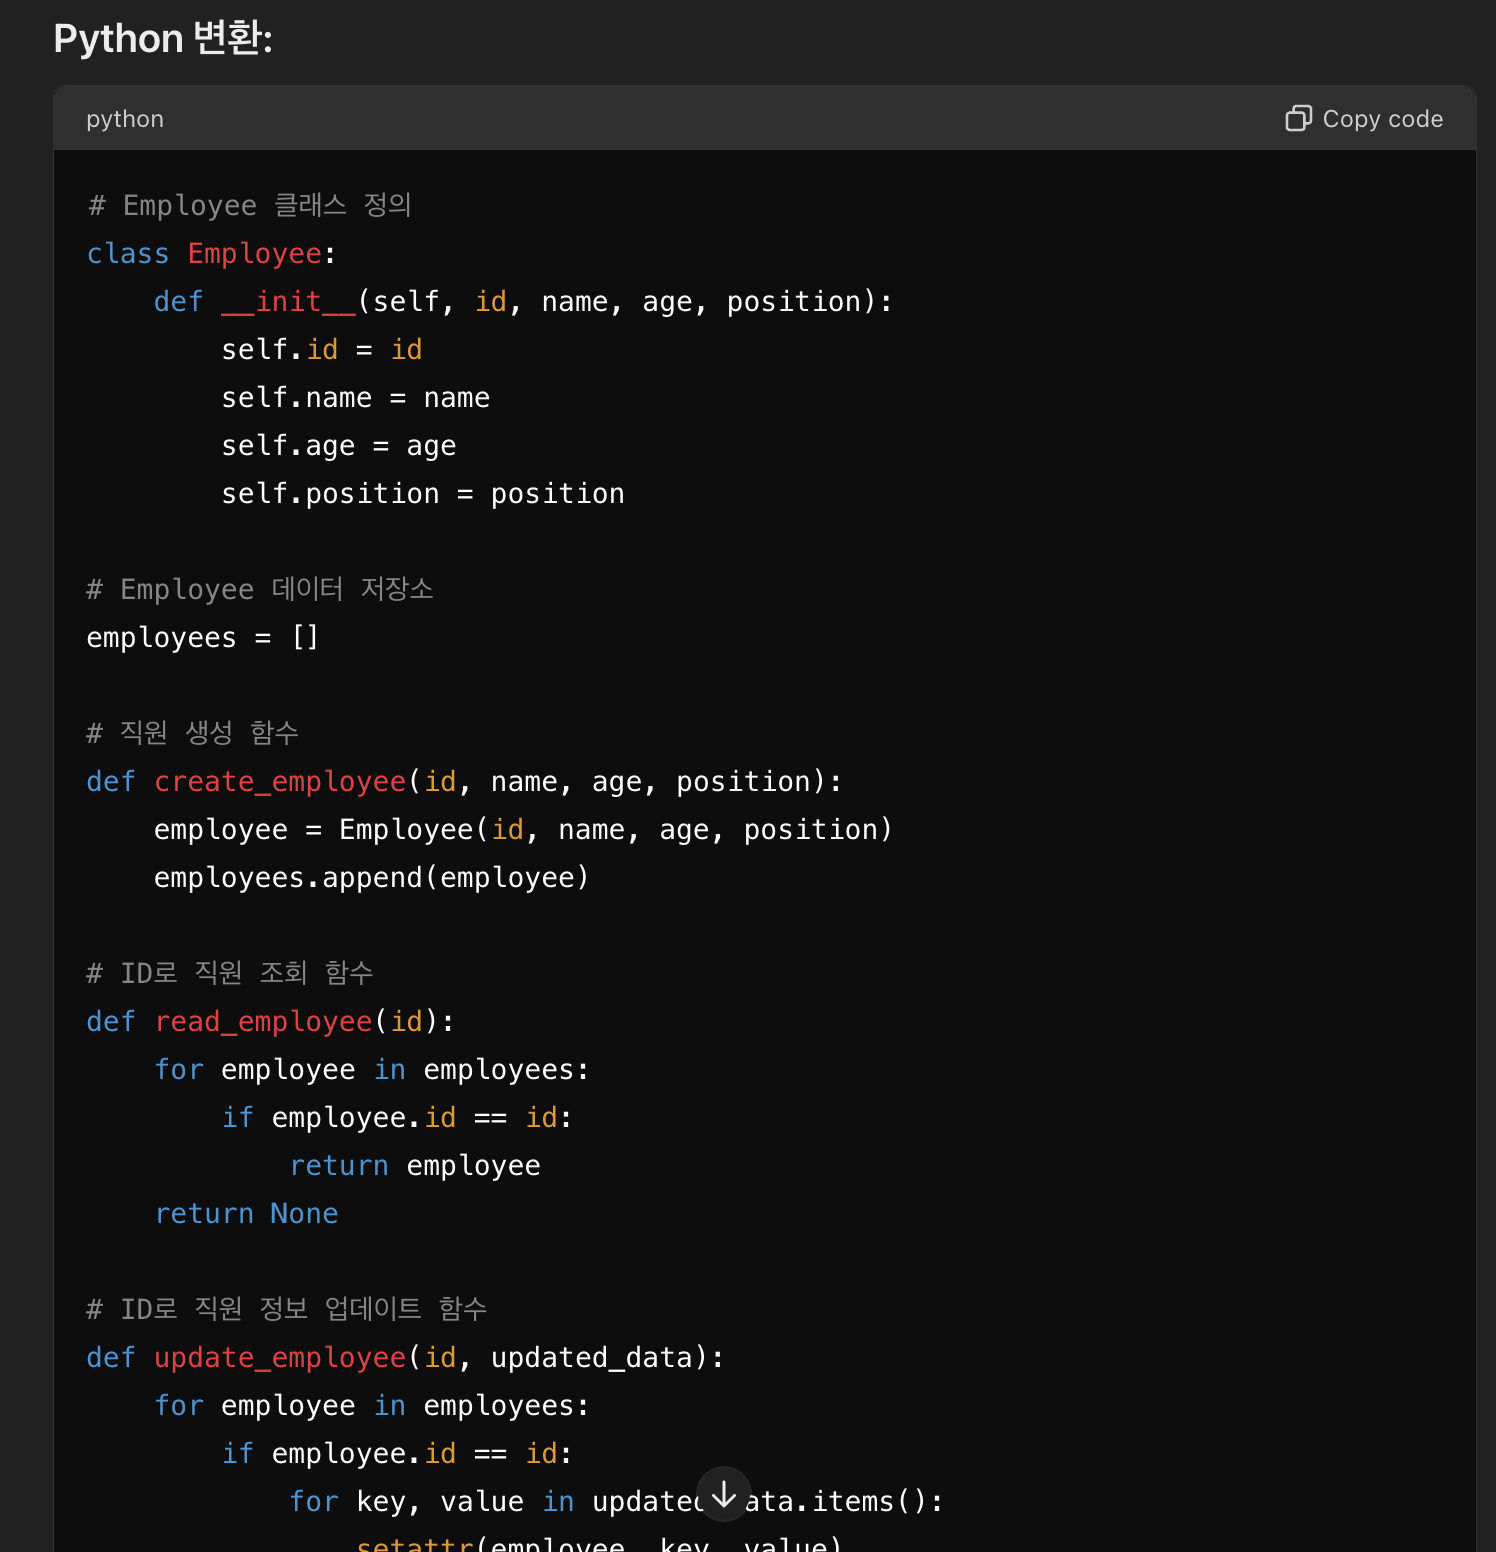 Python 변환:
python
Copy code
# Employee 클래스 정의
class Employee:
    def __init__(self, id, name, age, position):
        self.id = id
        self.name = name
        self.age = age
        self.position = position
# Employee 데이터 저장소
employees = []
# 직원 생성 함수
def create_employee(id, name, age, position):
    employee = Employee(id, name, age, position)
    employees.append(employee)
# ID로 직원 조회 함수
def read_employee(id):
    for employee in employees:
        if employee.id == id:
            return employee
    return None
# ID로 직원 정보 업데이트 함수
def update_employee(id, updated_data):
    for employee in employees:
        if employee.id == id:
            for key, value in updated_data.items():
                setattr(employee, key, value)